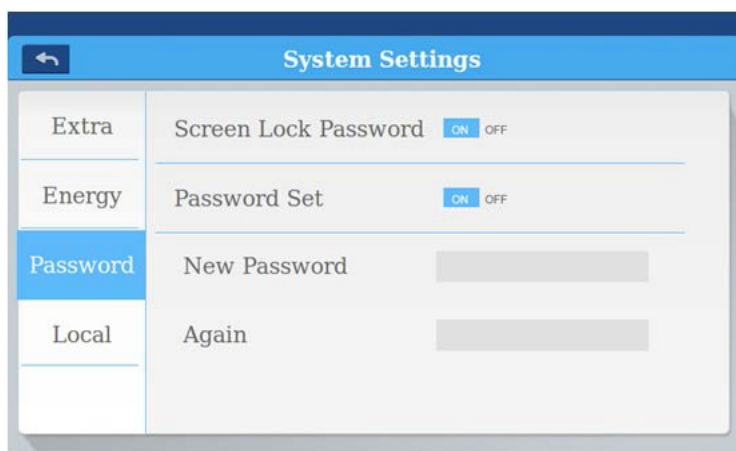 System Settings
Extra
Energy
Password
Local
Screen Lock Password ON OFF
Password Set ON OFF
New Password
Again